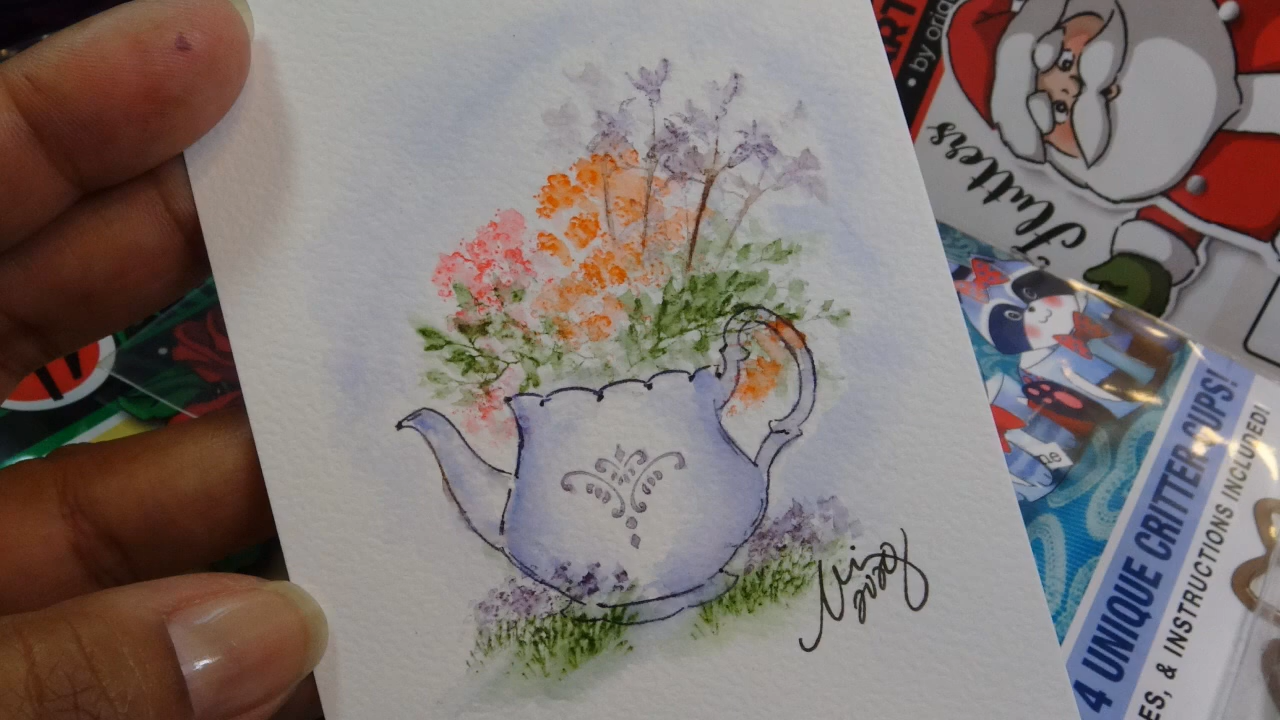 ART
• by
Flutters
4 UNIQUE CRITTER CUPS!
ES, & INSTRUCTIONS INCLUDED!